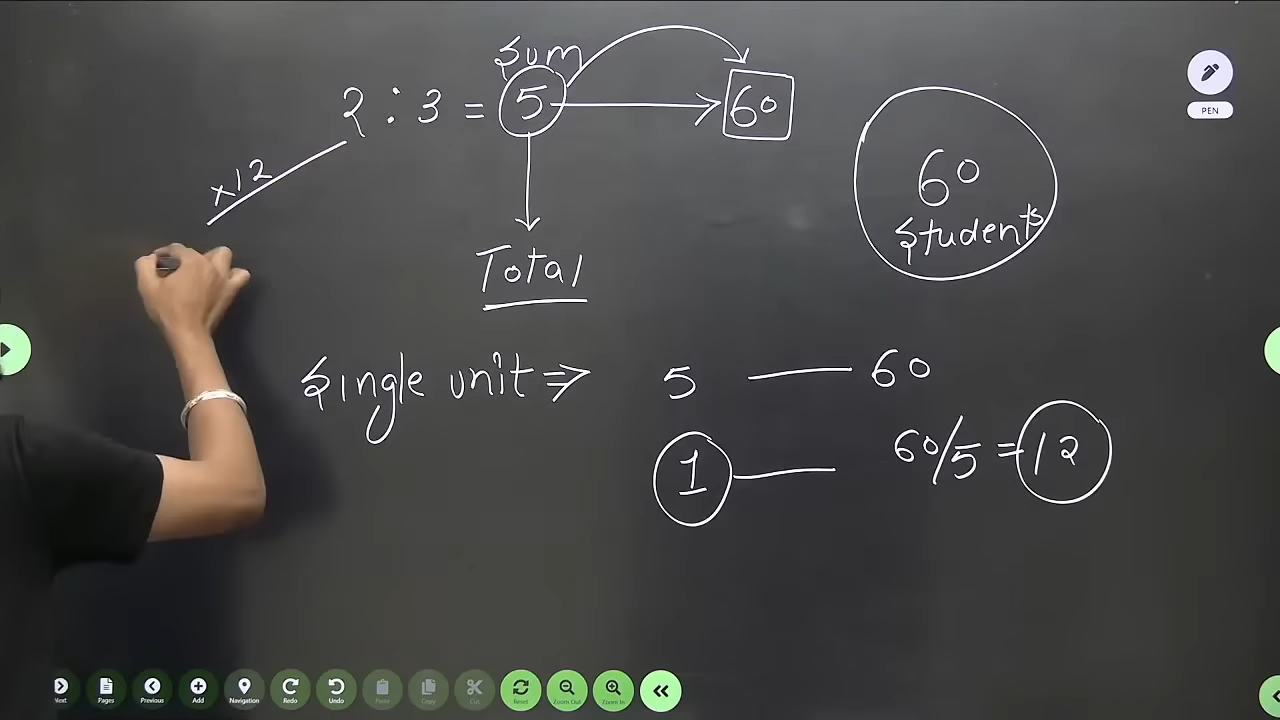 Sum
2 : 3 = 5 → 60
x12
60
Students
Total
Single unit ⇒ 5 — 60
1 — 60/5 = 12
PEN
Next Pages Previous Add Navigation Redo Undo Paste Copy Cut Reset Zoom Out Zoom In